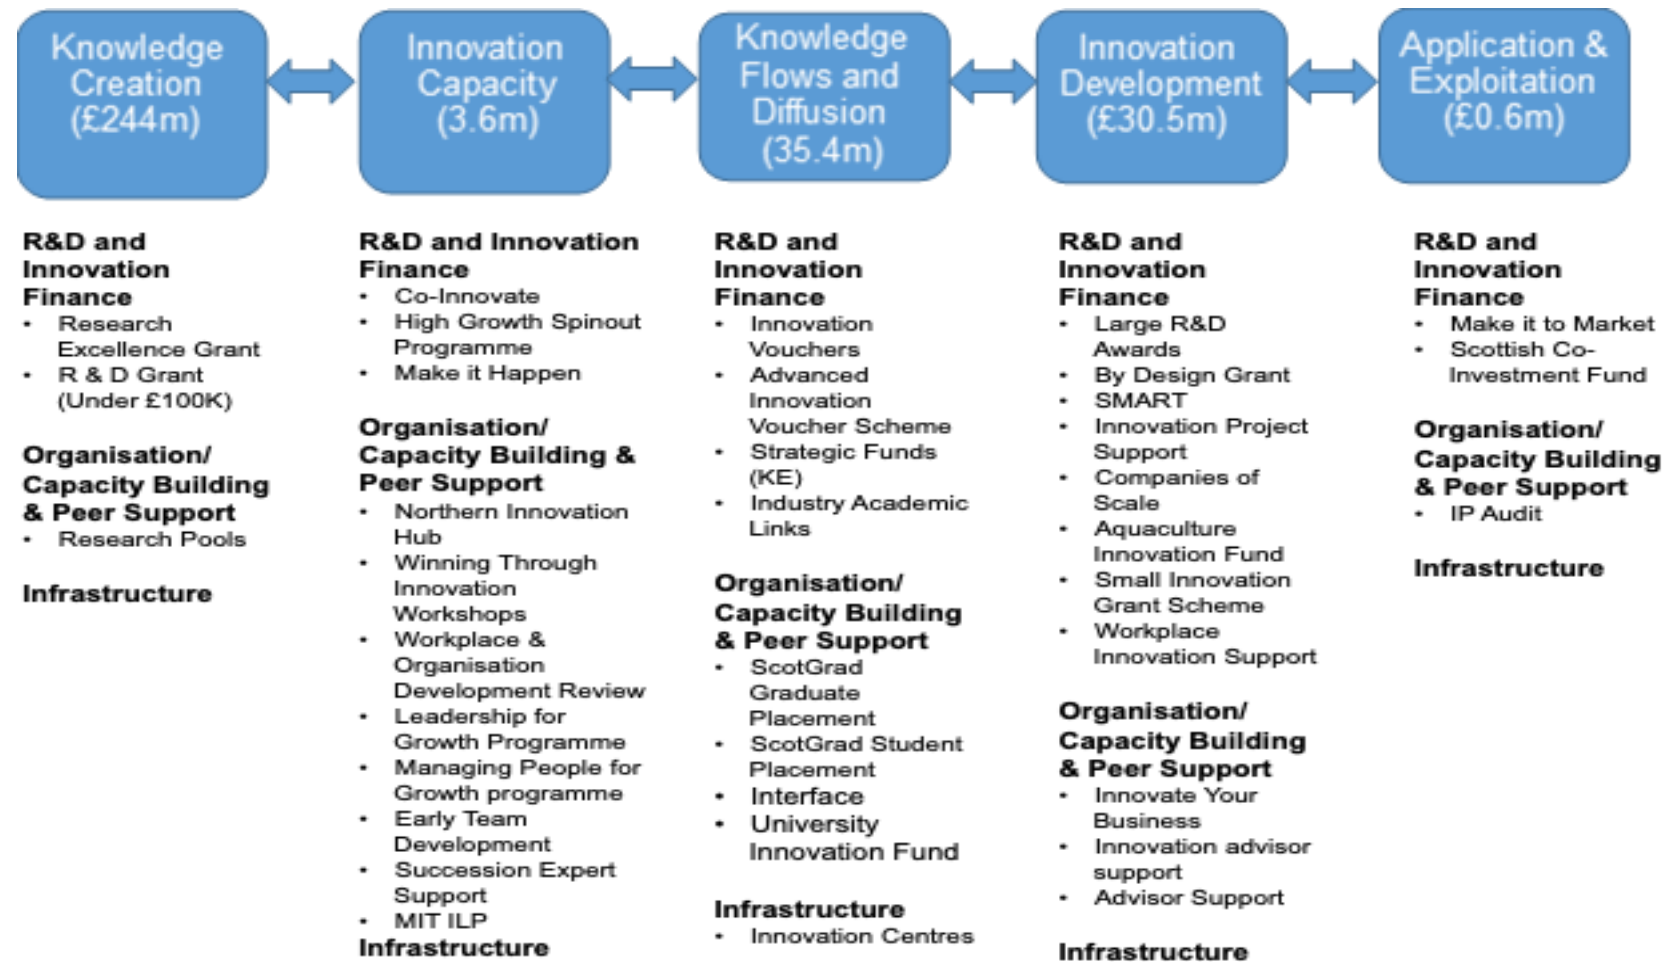 Knowledge
Creation
(£244m)
Innovation
Capacity
(3.6m)
Knowledge
Flows and
Diffusion
(35.4m)
Innovation
Development
(£30.5m)
Application &
Exploitation
(£0.6m)
R&D and
Innovation
Finance
• Research
Excellence Grant
• R & D Grant
(Under £100K)
Organisation/
Capacity Building
& Peer Support
• Research Pools
Infrastructure
R&D and Innovation
Finance
• Co-Innovate
• High Growth Spinout
Programme
• Make it Happen
Organisation/
Capacity Building &
Peer Support
• Northern Innovation
Hub
• Winning Through
Innovation
Workshops
• Workplace &
Organisation
Development Review
• Leadership for
Growth Programme
• Managing People for
Growth programme
• Early Team
Development
• Succession Expert
Support
• MIT ILP
Infrastructure
R&D and
Innovation
Finance
• Innovation
Vouchers
• Advanced
Innovation
Voucher Scheme
• Strategic Funds
(KE)
• Industry Academic
Links
Organisation/
Capacity Building
& Peer Support
• ScotGrad
Graduate
Placement
• ScotGrad Student
Placement
• Interface
• University
Innovation Fund
Infrastructure
• Innovation Centres
R&D and
Innovation
Finance
• Large R&D
Awards
• By Design Grant
• SMART
• Innovation Project
Support
• Companies of
Scale
• Aquaculture
Innovation Fund
• Small Innovation
Grant Scheme
• Workplace
Innovation Support
Organisation/
Capacity Building
& Peer Support
• Innovate Your
Business
• Innovation advisor
support
• Advisor Support
Infrastructure
R&D and
Innovation
Finance
• Make it to Market
• Scottish Co-
Investment Fund
Organisation/
Capacity Building
& Peer Support
• IP Audit
Infrastructure